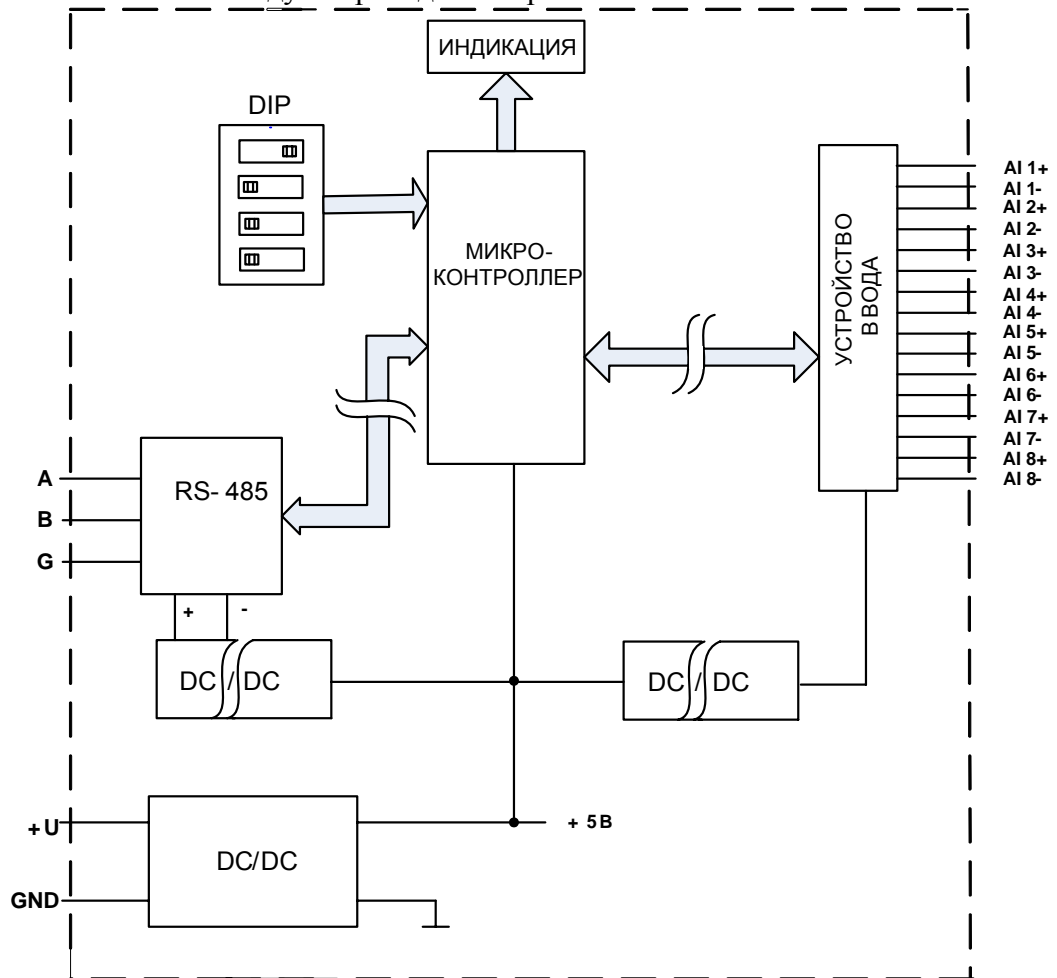 ИНДИКАЦИЯ
DIP
МИКРО-
КОНТРОЛЛЕР
УСТРОЙСТВО
ВВОДА
AI 1+
AI 1-
AI 2+
AI 2-
AI 3+
AI 3-
AI 4+
AI 4-
AI 5+
AI 5-
AI 6+
AI 6-
AI 7+
AI 7-
AI 8+
AI 8-
A
B
G
RS- 485
+ -
DC / DC
DC / DC
+U
GND
DC/DC
+ 5В